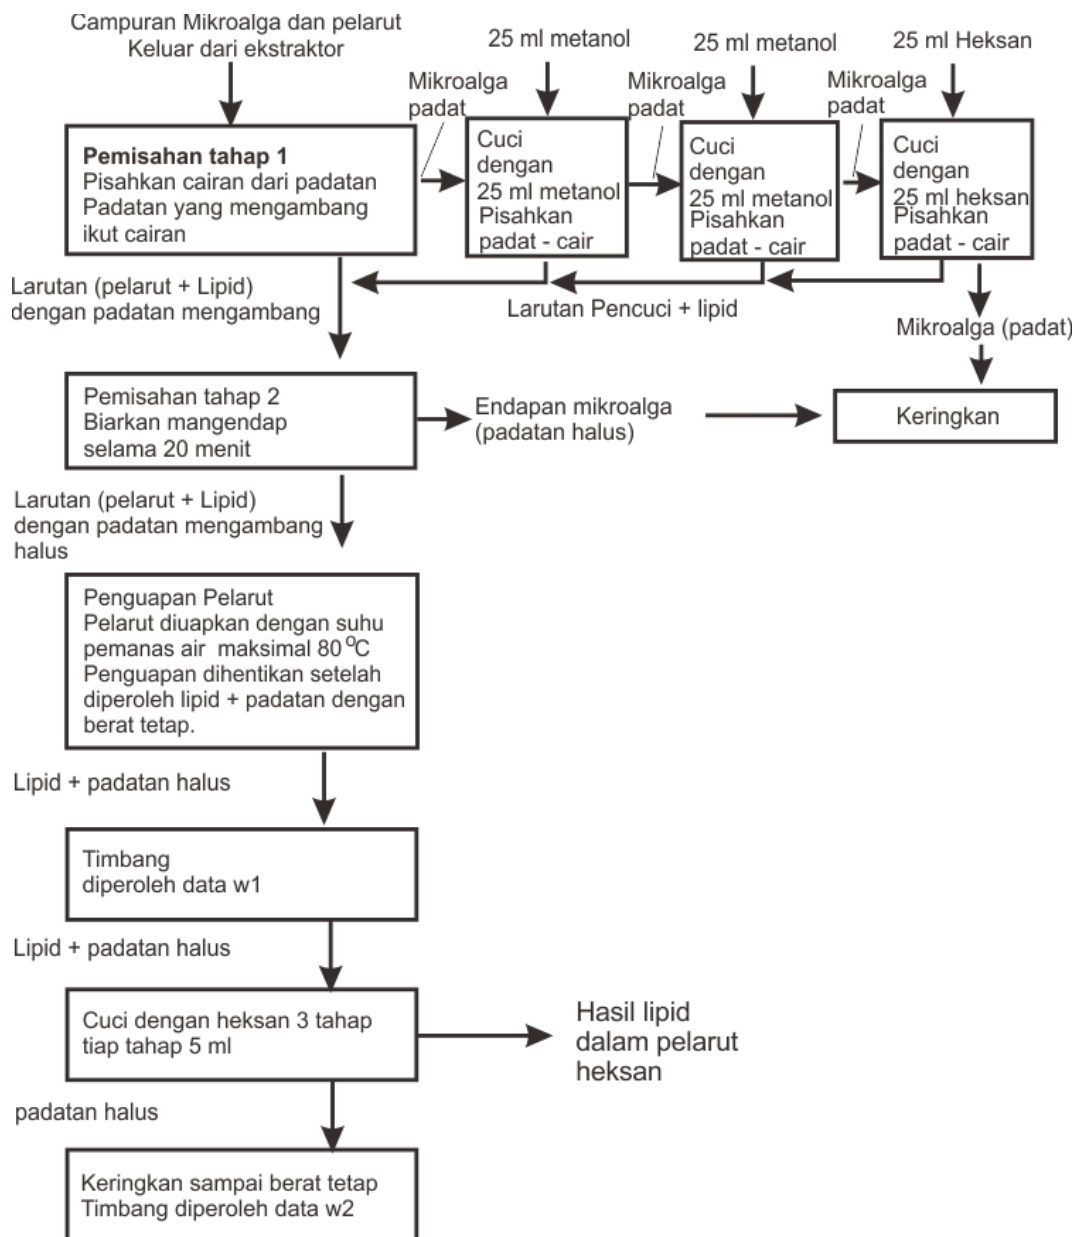 Campuran Mikroalga dan pelarut
Keluar dari ekstraktor
25 ml metanol
25 ml metanol
25 ml Heksan
Mikroalga
padat
Mikroalga
padat
Mikroalga
padat
Pemisahan tahap 1
Pisahkan cairan dari padatan
Padatan yang mengambang
ikut cairan
Cuci
dengan
25 ml metanol
Pisahkan
padat - cair
Cuci
dengan
25 ml metanol
Pisahkan
padat - cair
Cuci
dengan
25 ml heksan
Pisahkan
padat - cair
Larutan (pelarut + Lipid)
dengan padatan mengambang
Larutan Pencuci + lipid
Mikroalga (padat)
Pemisahan tahap 2
Biarkan mangendap
selama 20 menit
Endapan mikroalga
(padatan halus)
Keringkan
Larutan (pelarut + Lipid)
dengan padatan mengambang
halus
Penguapan Pelarut
Pelarut diuapkan dengan suhu
pemanas air maksimal 80 °C
Penguapan dihentikan setelah
diperoleh lipid + padatan dengan
berat tetap.
Lipid + padatan halus
Timbang
diperoleh data w1
Lipid + padatan halus
Cuci dengan heksan 3 tahap
tiap tahap 5 ml
Hasil lipid
dalam pelarut
heksan
padatan halus
Keringkan sampai berat tetap
Timbang diperoleh data w2